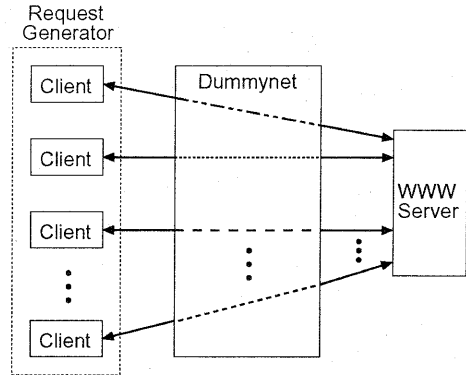 Request
Generator
Client
Client
Client
Client
Dummynet
WWW
Server